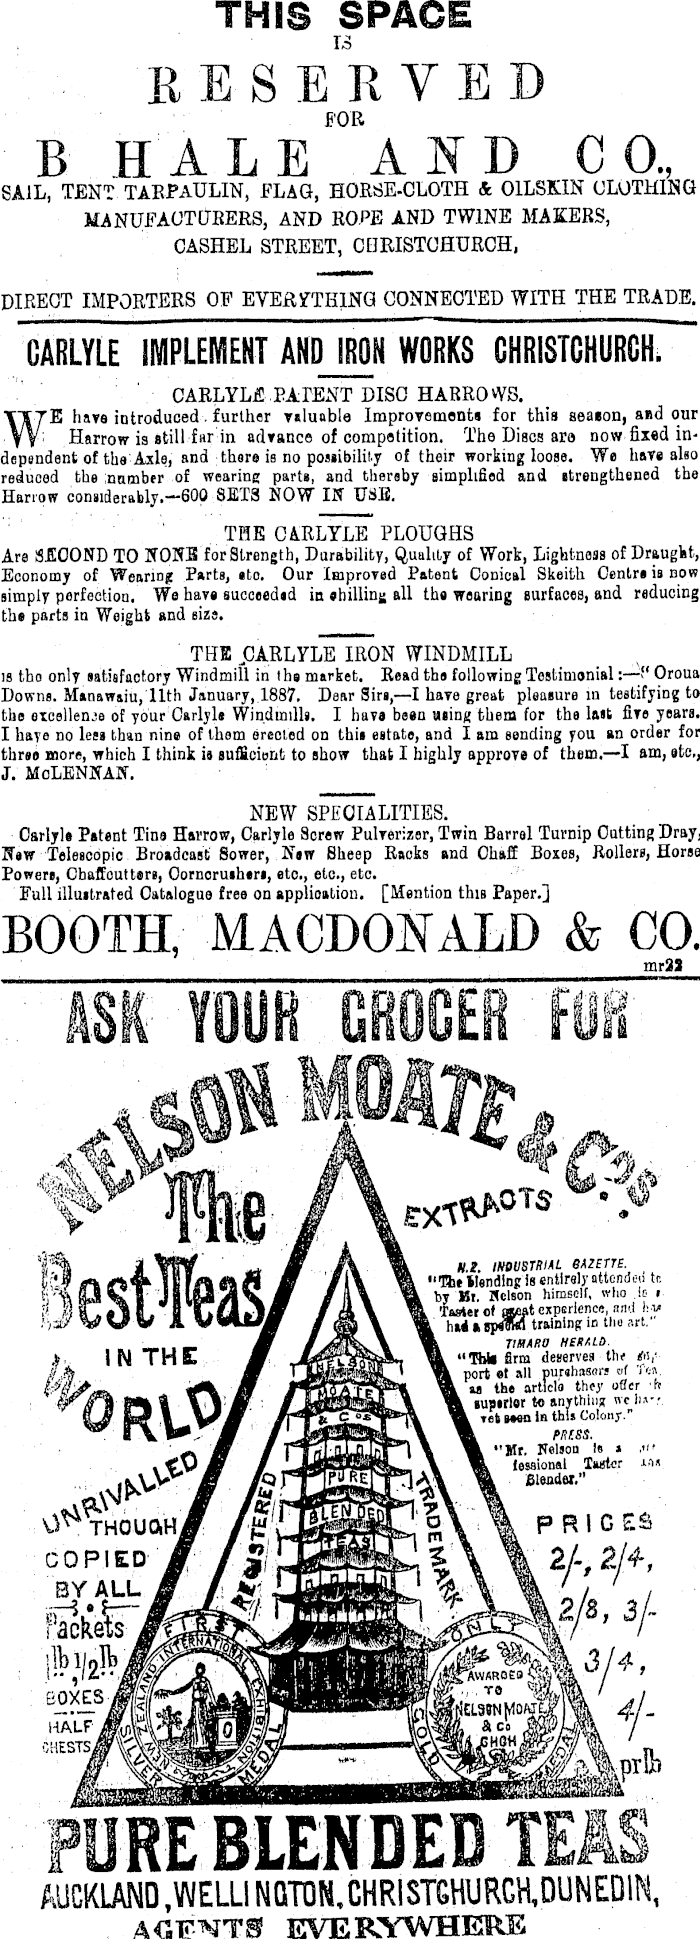 THIS SPACE
IS
RESERVED
FOR
B HALE AND CO.,
SAIL, TENT TARPAULIN, FLAG, HORSE-CLOTH & OILSKIN CLOTHING
MANUFACTURERS, AND ROPE AND TWINE MAKERS,
CASHEL STREET, CHRISTCHURCH,
DIRECT IMPORTERS OF EVERYTHING CONNECTED WITH THE TRADE.
CARLYLE IMPLEMENT AND IRON WORKS CHRISTCHURCH.
CARLYLE PATENT DISC HARROWS.
WE have introduced further valuable Improvements for this season, and our
Harrow is still far in advance of competition. The Discs are now fixed in-
dependent of the Axle, and there is no possibility of their working loose. We have also
reduced the number of wearing parts, and thereby simplified and strengthened the
Harrow considerably.—600 SETS NOW IN USE.
THE CARLYLE PLOUGHS
Are SECOND TO NONE for Strength, Durability, Quality of Work, Lightness of Draught,
Economy of Wearing Parts, etc. Our Improved Patent Conical Skeith Centre is now
simply perfection. We have succeeded in chilling all the wearing surfaces, and reducing
the parts in Weight and size.
THE CARLYLE IRON WINDMILL
is the only satisfactory Windmill in the market. Read the following Testimonial:—“ Oroua
Downs. Manawatu, 11th January, 1887. Dear Sirs,—I have great pleasure in testifying to
the excellence of your Carlyle Windmills. I have been using them for the last five years.
I have no less than nine of them erected on this estate, and I am sending you an order for
three more, which I think is sufficient to show that I highly approve of them.—I am, etc.,
J. McLENNAN.
NEW SPECIALITIES.
Carlyle Patent Tine Harrow, Carlyle Screw Pulverizer, Twin Barrel Turnip Cutting Dray,
New Telescopic Broadcast Sower, New Sheep Racks and Chaff Boxes, Rollers, Horse
Powers, Chaffcutters, Corncrushers, etc., etc., etc.
Full illustrated Catalogue free on application. [Mention this Paper.]
BOOTH, MACDONALD & CO.
mr22
ASK YOUR GROCER FOR
NELSON MOATE & Cos.
The
Best Teas
IN THE
WORLD
UNRIVALLED
THOUGH
COPIED
BY ALL
Packets
1lb, 1/2lb
BOXES
HALF
CHESTS
EXTRACTS
N.Z. INDUSTRIAL GAZETTE.
"The blending is entirely attended to
by Mr. Nelson himself, who is a
Taster of great experience, and has
had a special training in the art."
TIMARU HERALD.
"This firm deserves the sup-
port of all purchasers of Tea,
as the article they offer is
superior to anything we have
yet seen in this Colony."
PRESS.
"Mr. Nelson is a
fessional Taster and
Blender."
PRICES
2/-, 2/4,
2/8, 3/-
3/4,
4/-
pr lb
NELSON
MOATE
& Cos
PURE
BLENDED
TEAS
REGISTERED
TRADE MARK
FIRST
SILVER MEDAL
NEW ZEALAND INTERNATIONAL EXHIBITION
ONLY
GOLD MEDAL
AWARDED
TO
NELSON MOATE
& Co
CHCH
PURE BLENDED TEAS
AUCKLAND, WELLINGTON, CHRISTCHURCH, DUNEDIN,
AGENTS EVERYWHERE